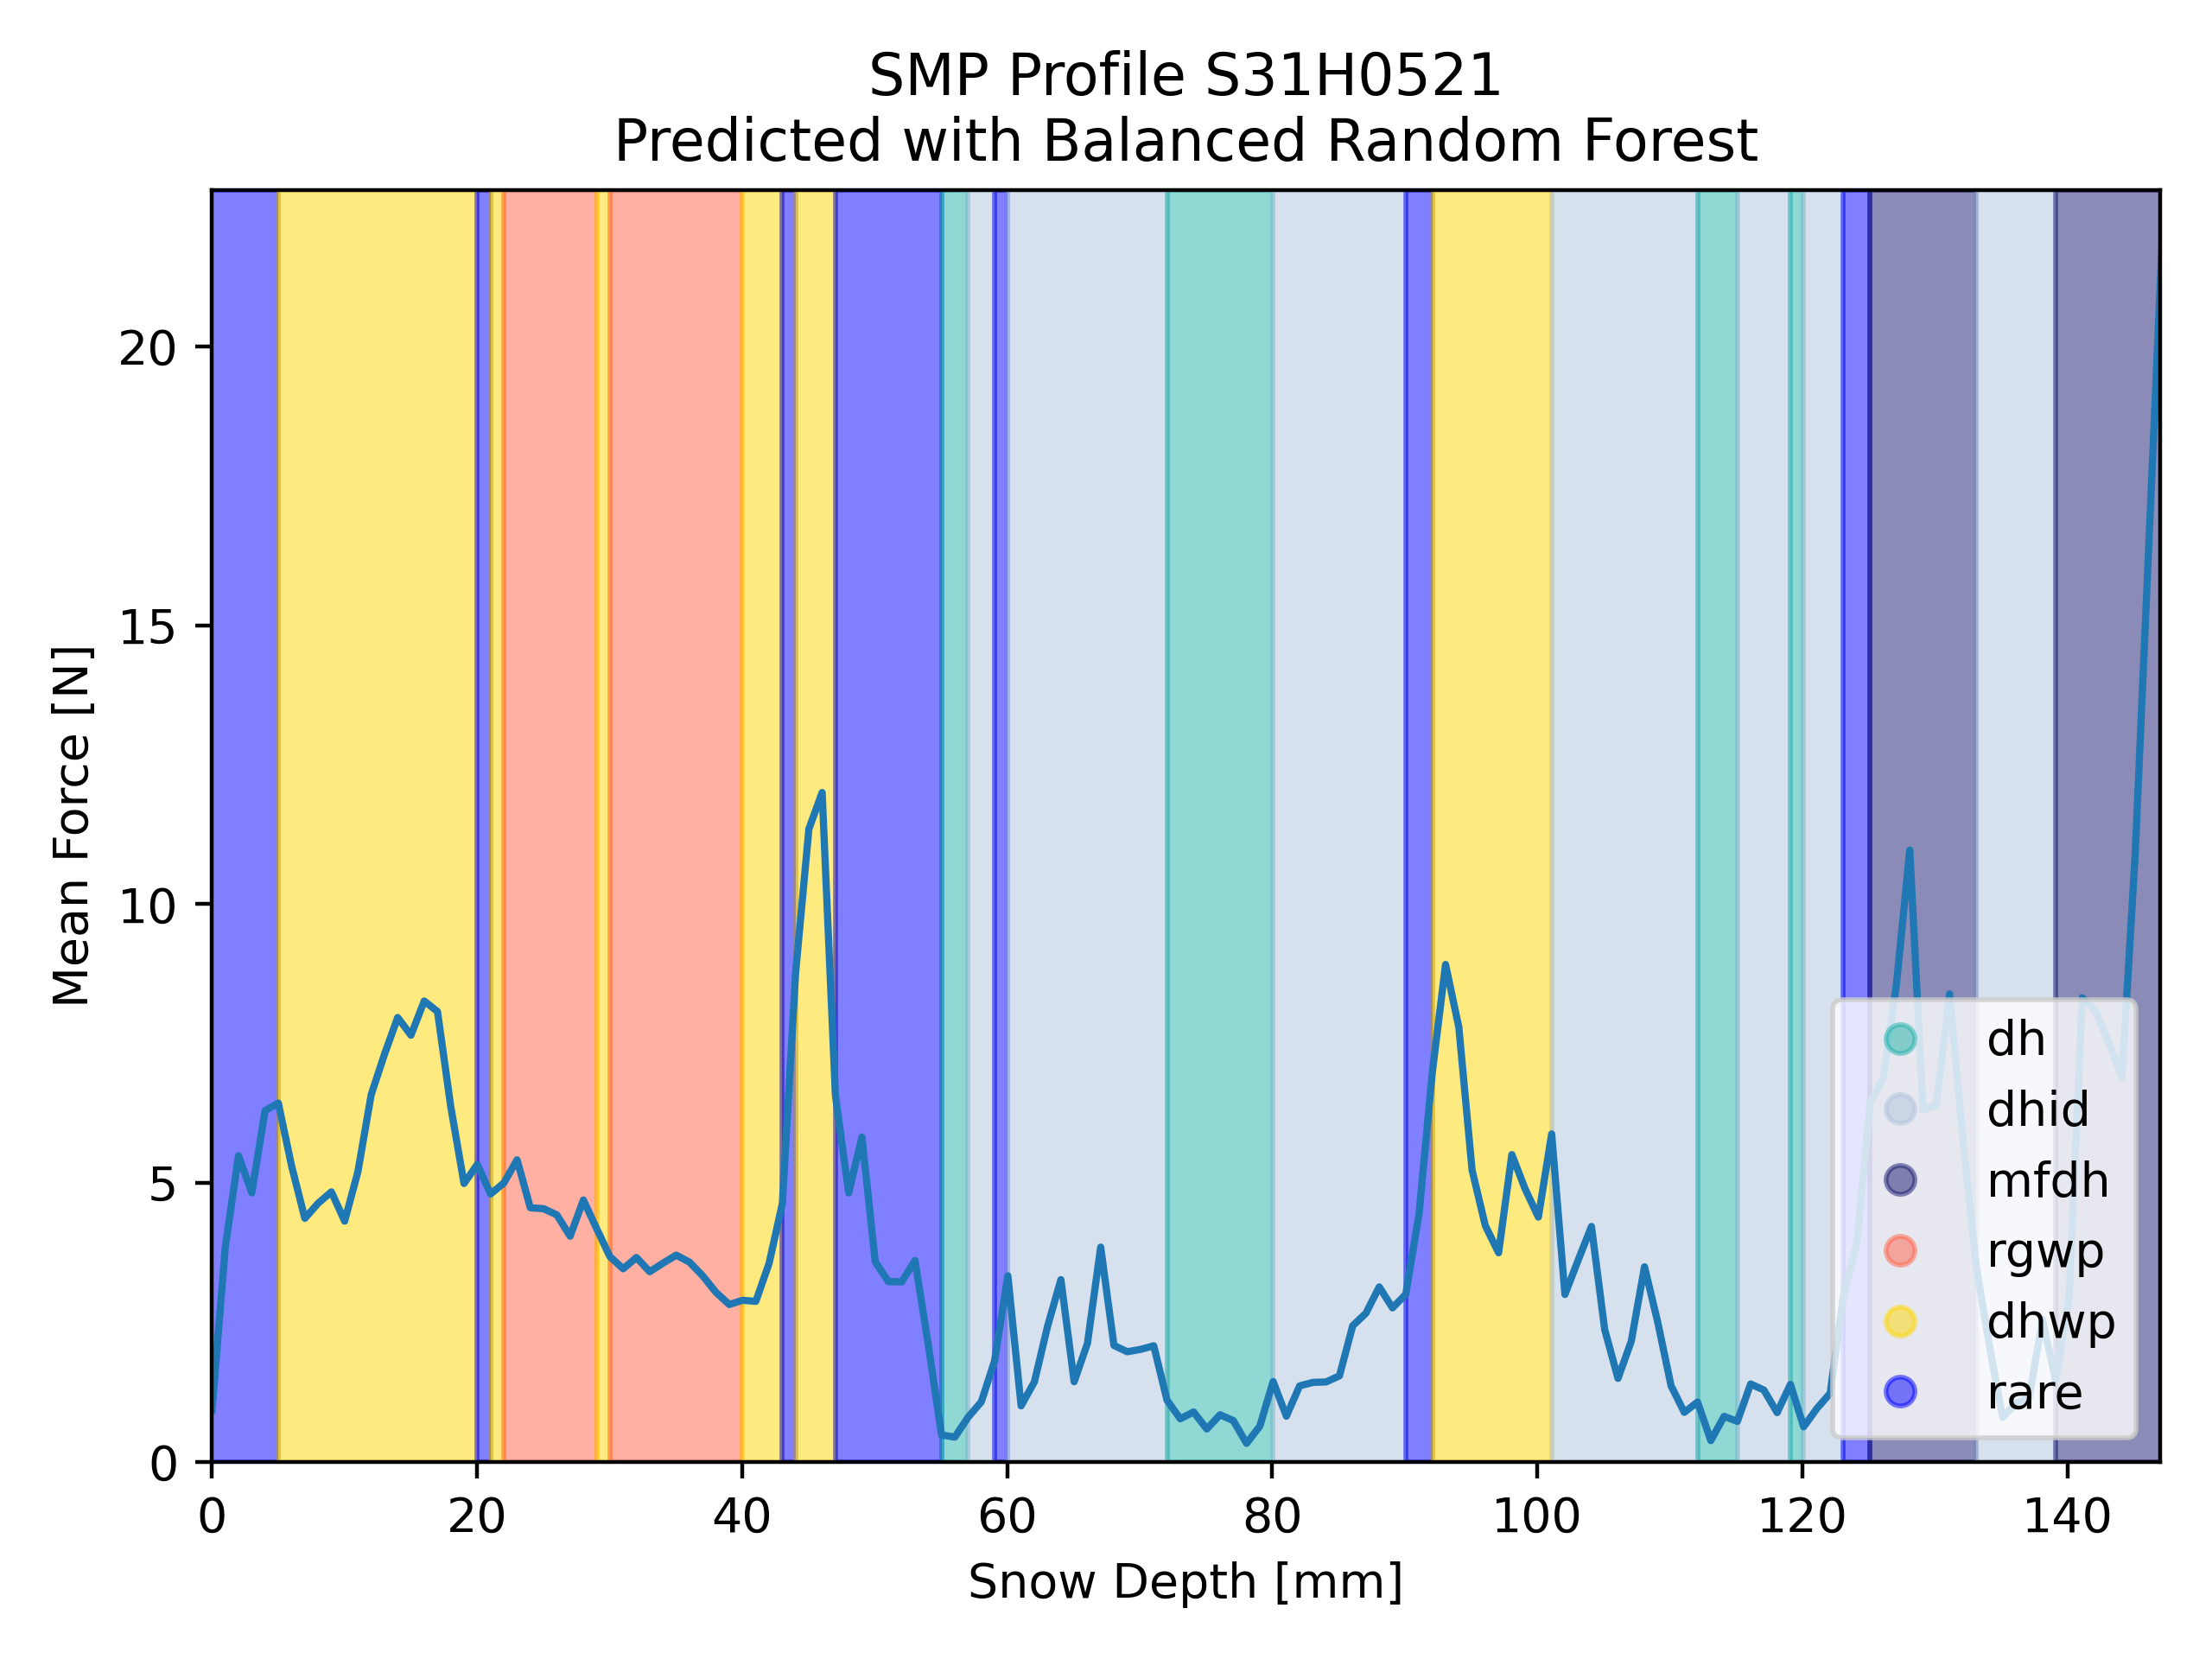 SMP Profile S31H0521
Predicted with Balanced Random Forest
Mean Force [N]
20
15
10
5
0
0 20 40 60 80 100 120 140
Snow Depth [mm]
dh
dhid
mfdh
rgwp
dhwp
rare